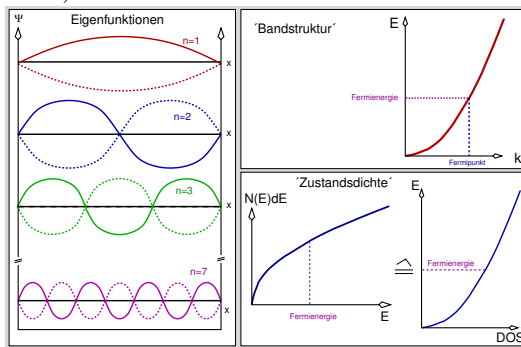 Ψ
Eigenfunktionen
n=1
x
n=2
x
n=3
x
n=7
x
´Bandstruktur´
E
Fermienergie
Fermipunkt
k
´Zustandsdichte´
N(E)dE
Fermienergie
E
E
Fermienergie
DOS